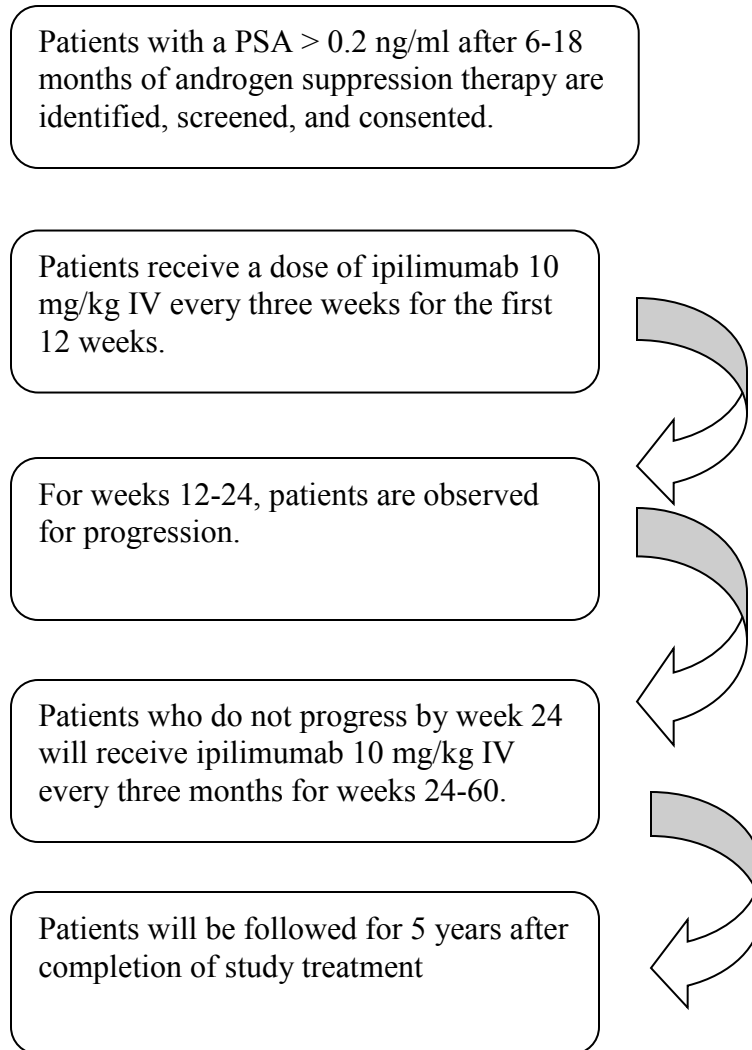 Patients with a PSA > 0.2 ng/ml after 6-18
months of androgen suppression therapy are
identified, screened, and consented.
Patients receive a dose of ipilimumab 10
mg/kg IV every three weeks for the first
12 weeks.
For weeks 12-24, patients are observed
for progression.
Patients who do not progress by week 24
will receive ipilimumab 10 mg/kg IV
every three months for weeks 24-60.
Patients will be followed for 5 years after
completion of study treatment